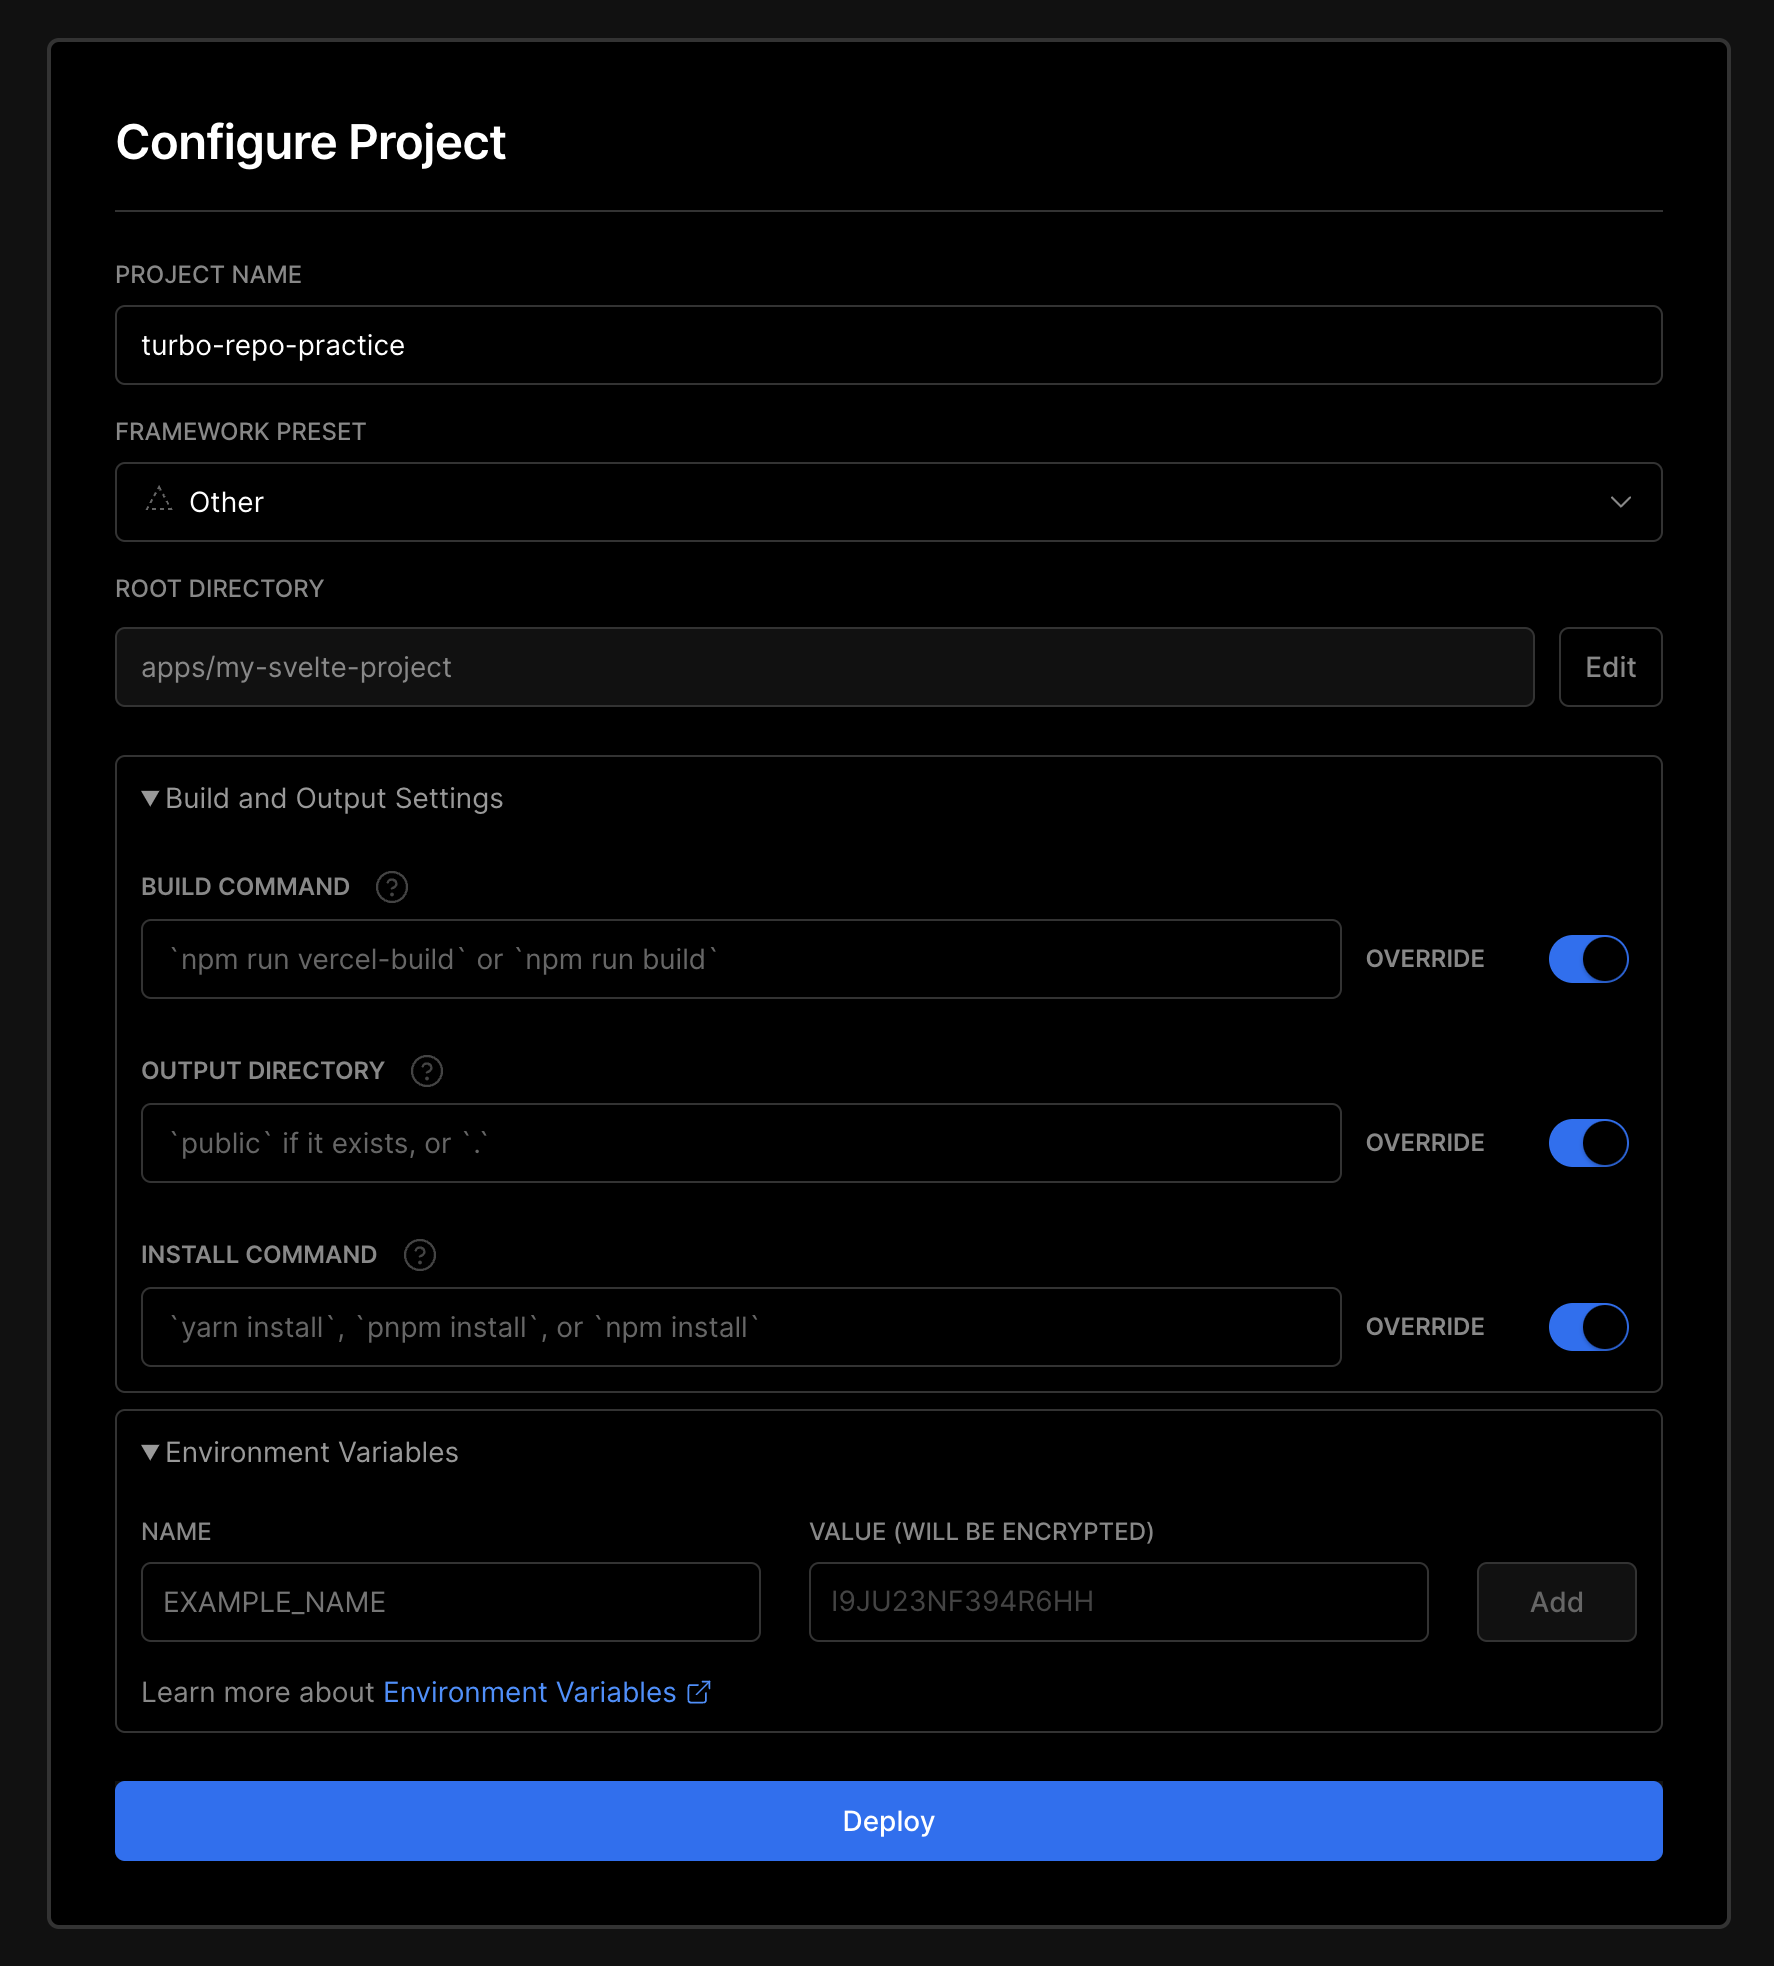 Configure Project
PROJECT NAME
turbo-repo-practice
FRAMEWORK PRESET
Other
ROOT DIRECTORY
apps/my-svelte-project
Edit
▼ Build and Output Settings
BUILD COMMAND ?
`npm run vercel-build` or `npm run build`
OVERRIDE
OUTPUT DIRECTORY ?
`public` if it exists, or `.`
OVERRIDE
INSTALL COMMAND ?
`yarn install`, `pnpm install`, or `npm install`
OVERRIDE
▼ Environment Variables
NAME
VALUE (WILL BE ENCRYPTED)
EXAMPLE_NAME
I9JU23NF394R6HH
Add
Learn more about Environment Variables
Deploy